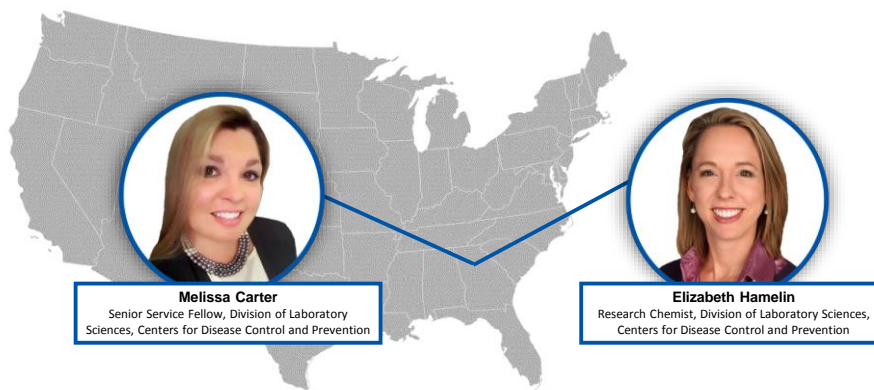 Melissa Carter
Senior Service Fellow, Division of Laboratory
Sciences, Centers for Disease Control and Prevention
Elizabeth Hamelin
Research Chemist, Division of Laboratory Sciences,
Centers for Disease Control and Prevention